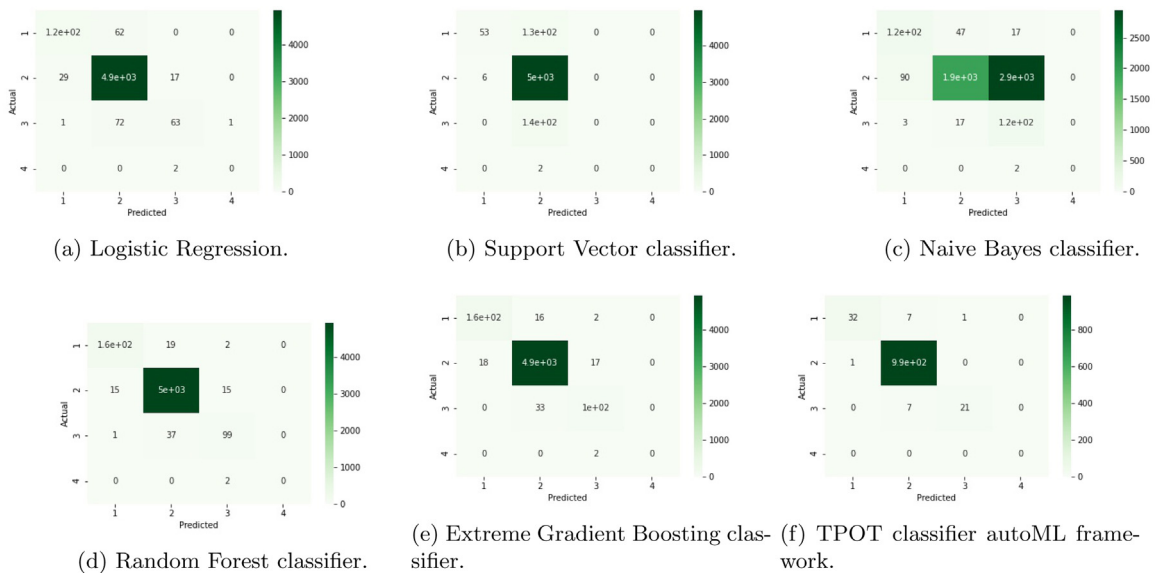 1 1.2e+02 62 0 0
2 29 4.9e+03 17 0
3 1 72 63 1
4 0 0 2 0
1 2 3 4
Actual
Predicted
4000
3000
2000
1000
0
(a) Logistic Regression.
1 53 1.3e+02 0 0
2 6 5e+03 0 0
3 0 1.4e+02 0 0
4 0 2 0 0
1 2 3 4
Actual
Predicted
4000
3000
2000
1000
0
(b) Support Vector classifier.
1 1.2e+02 47 17 0
2 90 1.9e+03 2.9e+03 0
3 3 17 1.2e+02 0
4 0 0 2 0
1 2 3 4
Actual
Predicted
2500
2000
1500
1000
500
0
(c) Naive Bayes classifier.
1 1.6e+02 19 2 0
2 15 5e+03 15 0
3 1 37 99 0
4 0 0 2 0
1 2 3 4
Actual
Predicted
4000
3000
2000
1000
0
(d) Random Forest classifier.
1 1.6e+02 16 2 0
2 18 4.9e+03 17 0
3 0 33 1e+02 0
4 0 0 2 0
1 2 3 4
Actual
Predicted
4000
3000
2000
1000
0
(e) Extreme Gradient Boosting clas-
sifier.
1 32 7 1 0
2 1 9.9e+02 0 0
3 0 7 21 0
4 0 0 0 0
1 2 3 4
Actual
Predicted
800
600
400
200
0
(f) TPOT classifier autoML frame-
work.